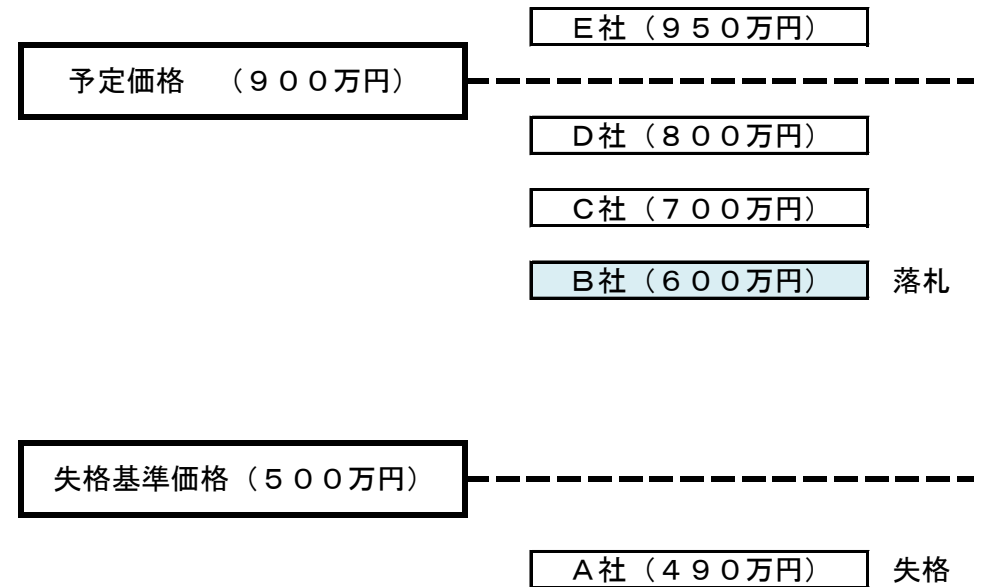 E社（９５０万円）
予定価格　（９００万円）
D社（８００万円）
C社（７００万円）
B社（６００万円）　落札
失格基準価格（５００万円）
A社（４９０万円）　失格